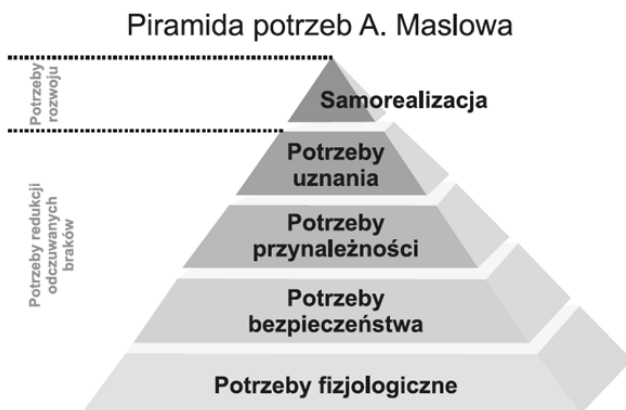 Piramida potrzeb A. Maslowa
Potrzeby
rozwoju
Samorealizacja
Potrzeby redukcji
odczuwanych
braków
Potrzeby
uznania
Potrzeby
przynależności
Potrzeby
bezpieczeństwa
Potrzeby fizjologiczne